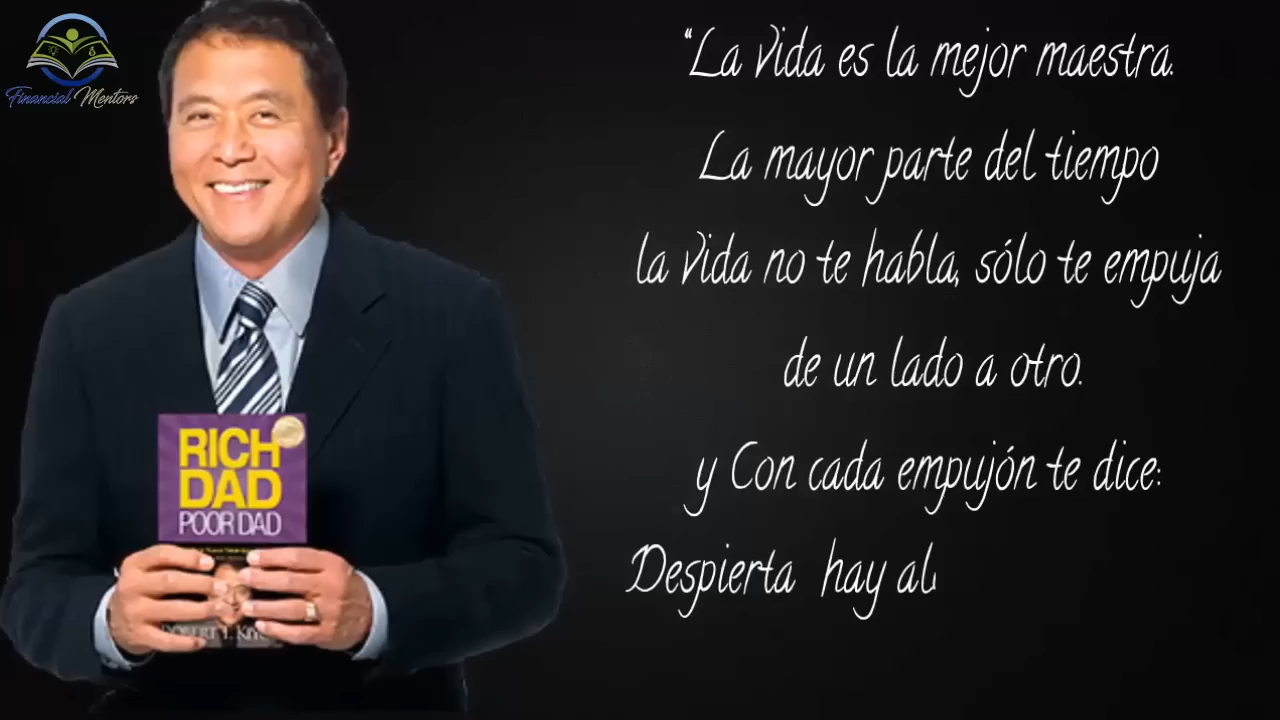 Financial Mentors
“La vida es la mejor maestra.
La mayor parte del tiempo
la vida no te habla, sólo te empuja
de un lado a otro.
y Con cada empujón te dice:
Despierta hay al
RICH
DAD
POOR DAD